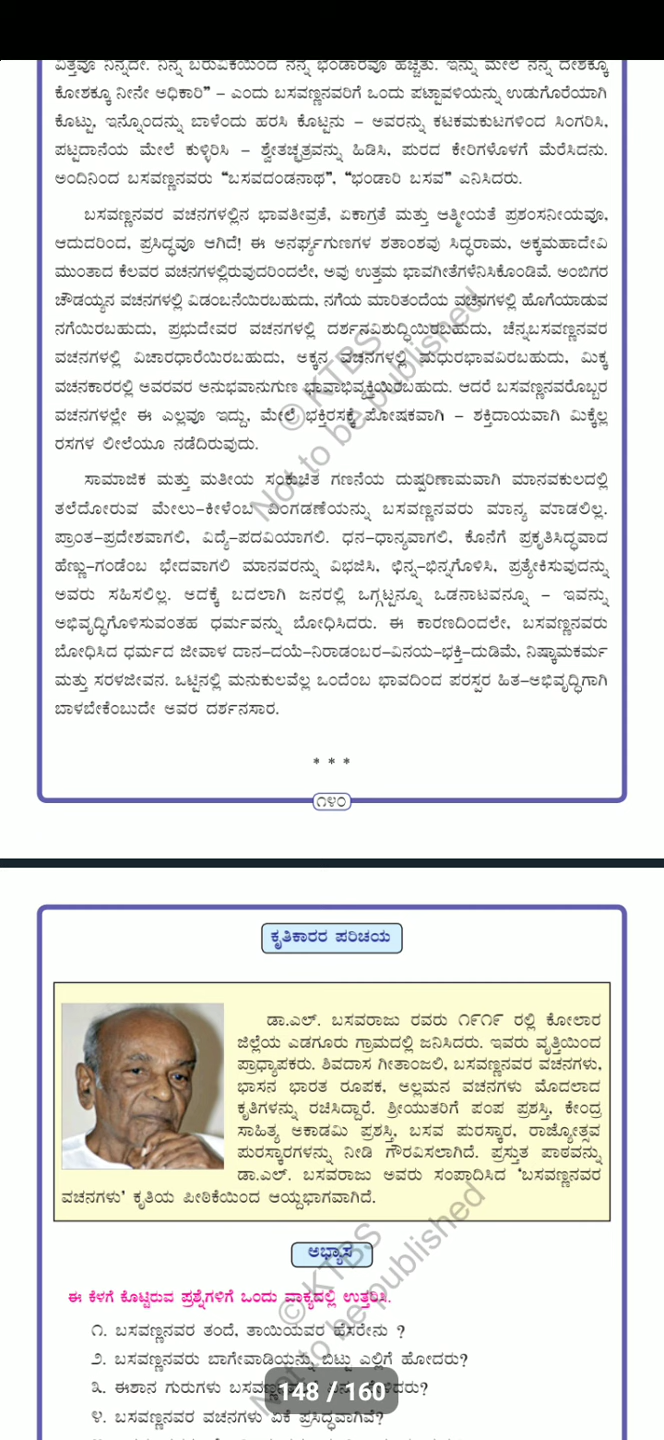 ವಿತ್ತವೂ ನಿನ್ನದೇ. ನಿನ್ನ ಬರುವಿಕೆಯಿಂದ ನನ್ನ ಭಂಡಾರವೂ ಹೆಚ್ಚಿತು. ಇನ್ನು ಮೇಲೆ ನನ್ನ ದೇಶಕ್ಕೂ
ಕೋಶಕ್ಕೂ ನೀನೇ ಅಧಿಕಾರಿ” – ಎಂದು ಬಸವಣ್ಣನವರಿಗೆ ಒಂದು ಪಟ್ಟಾವಳಿಯನ್ನು ಉಡುಗೊರೆಯಾಗಿ
ಕೊಟ್ಟು, ಇನ್ನೊಂದನ್ನು ಬಾಳೆಂದು ಹರಸಿ ಕೊಟ್ಟನು – ಅವರನ್ನು ಕಟಕಮಕುಟಗಳಿಂದ ಸಿಂಗರಿಸಿ,
ಪಟ್ಟದಾನೆಯ ಮೇಲೆ ಕುಳ್ಳಿರಿಸಿ – ಶ್ವೇತಚ್ಛತ್ರವನ್ನು ಹಿಡಿಸಿ, ಪುರದ ಕೇರಿಗಳೊಳಗೆ ಮೆರೆಸಿದನು.
ಅಂದಿನಿಂದ ಬಸವಣ್ಣನವರು “ಬಸವದಂಡನಾಥ”, “ಭಂಡಾರಿ ಬಸವ” ಎನಿಸಿದರು.
ಬಸವಣ್ಣನವರ ವಚನಗಳಲ್ಲಿನ ಭಾವತೀವ್ರತೆ, ಏಕಾಗ್ರತೆ ಮತ್ತು ಆತ್ಮೀಯತೆ ಪ್ರಶಂಸನೀಯವೂ,
ಆದುದರಿಂದ, ಪ್ರಸಿದ್ಧವೂ ಆಗಿದೆ! ಈ ಅನರ್ಘ್ಯಗುಣಗಳ ಶತಾಂಶವು ಸಿದ್ಧರಾಮ, ಅಕ್ಕಮಹಾದೇವಿ
ಮುಂತಾದ ಕೆಲವರ ವಚನಗಳಲ್ಲಿರುವುದರಿಂದಲೇ, ಅವು ಉತ್ತಮ ಭಾವಗೀತೆಗಳೆನಿಸಿಕೊಂಡಿವೆ. ಅಂಬಿಗರ
ಚೌಡಯ್ಯನ ವಚನಗಳಲ್ಲಿ ವಿಡಂಬನೆಯಿರಬಹುದು, ನಗೆಯ ಮಾರಿತಂದೆಯ ವಚನಗಳಲ್ಲಿ ಹೊಗೆಯಾಡುವ
ನಗೆಯಿರಬಹುದು, ಪ್ರಭುದೇವರ ವಚನಗಳಲ್ಲಿ ದರ್ಶನವಿಶುದ್ಧಿಯಿರಬಹುದು, ಚೆನ್ನಬಸವಣ್ಣನವರ
ವಚನಗಳಲ್ಲಿ ವಿಚಾರಧಾರೆಯಿರಬಹುದು, ಅಕ್ಕನ ವಚನಗಳಲ್ಲಿ ಮಧುರಭಾವವಿರಬಹುದು, ಮಿಕ್ಕ
ವಚನಕಾರರಲ್ಲಿ ಅವರವರ ಅನುಭವಾನುಗುಣ ಭಾವಾಭಿವ್ಯಕ್ತಿಯಿರಬಹುದು. ಆದರೆ ಬಸವಣ್ಣನವರೊಬ್ಬರ
ವಚನಗಳಲ್ಲೇ ಈ ಎಲ್ಲವೂ ಇದ್ದು, ಮೇಲೆ ಭಕ್ತಿರಸಕ್ಕೆ ಪೋಷಕವಾಗಿ – ಶಕ್ತಿದಾಯವಾಗಿ ಮಿಕ್ಕೆಲ್ಲ
ರಸಗಳ ಲೀಲೆಯೂ ನಡೆದಿರುವುದು.
ಸಾಮಾಜಿಕ ಮತ್ತು ಮತೀಯ ಸಂಕುಚಿತ ಗಣನೆಯ ದುಷ್ಪರಿಣಾಮವಾಗಿ ಮಾನವಕುಲದಲ್ಲಿ
ತಲೆದೋರುವ ಮೇಲು–ಕೀಳೆಂಬ ವಿಂಗಡಣೆಯನ್ನು ಬಸವಣ್ಣನವರು ಮಾನ್ಯ ಮಾಡಲಿಲ್ಲ.
ಪ್ರಾಂತ–ಪ್ರದೇಶವಾಗಲಿ, ವಿದ್ಯೆ–ಪದವಿಯಾಗಲಿ. ಧನ–ಧಾನ್ಯವಾಗಲಿ, ಕೊನೆಗೆ ಪ್ರಕೃತಿಸಿದ್ಧವಾದ
ಹೆಣ್ಣು–ಗಂಡೆಂಬ ಭೇದವಾಗಲಿ ಮಾನವರನ್ನು ವಿಭಜಿಸಿ, ಛಿನ್ನ–ಭಿನ್ನಗೊಳಿಸಿ, ಪ್ರತ್ಯೇಕಿಸುವುದನ್ನು
ಅವರು ಸಹಿಸಲಿಲ್ಲ. ಅದಕ್ಕೆ ಬದಲಾಗಿ ಜನರಲ್ಲಿ ಒಗ್ಗಟ್ಟನ್ನೂ ಒಡನಾಟವನ್ನೂ – ಇವನ್ನು
ಅಭಿವೃದ್ಧಿಗೊಳಿಸುವಂತಹ ಧರ್ಮವನ್ನು ಬೋಧಿಸಿದರು. ಈ ಕಾರಣದಿಂದಲೇ, ಬಸವಣ್ಣನವರು
ಬೋಧಿಸಿದ ಧರ್ಮದ ಜೀವಾಳ ದಾನ–ದಯೆ–ನಿರಾಡಂಬರ–ವಿನಯ–ಭಕ್ತಿ–ದುಡಿಮೆ, ನಿಷ್ಕಾಮಕರ್ಮ
ಮತ್ತು ಸರಳಜೀವನ. ಒಟ್ಟಿನಲ್ಲಿ ಮನುಕುಲವೆಲ್ಲ ಒಂದೆಂಬ ಭಾವದಿಂದ ಪರಸ್ಪರ ಹಿತ–ಅಭಿವೃದ್ಧಿಗಾಗಿ
ಬಾಳಬೇಕೆಂಬುದೇ ಅವರ ದರ್ಶನಸಾರ.
* * *
೧೪೦
© KTBS
Not to be published
ಕೃತಿಕಾರರ ಪರಿಚಯ
ಡಾ.ಎಲ್. ಬಸವರಾಜು ರವರು ೧೯೧೯ ರಲ್ಲಿ ಕೋಲಾರ
ಜಿಲ್ಲೆಯ ಎಡಗೂರು ಗ್ರಾಮದಲ್ಲಿ ಜನಿಸಿದರು. ಇವರು ವೃತ್ತಿಯಿಂದ
ಪ್ರಾಧ್ಯಾಪಕರು. ಶಿವದಾಸ ಗೀತಾಂಜಲಿ, ಬಸವಣ್ಣನವರ ವಚನಗಳು,
ಭಾಸನ ಭಾರತ ರೂಪಕ, ಅಲ್ಲಮನ ವಚನಗಳು ಮೊದಲಾದ
ಕೃತಿಗಳನ್ನು ರಚಿಸಿದ್ದಾರೆ. ಶ್ರೀಯುತರಿಗೆ ಪಂಪ ಪ್ರಶಸ್ತಿ, ಕೇಂದ್ರ
ಸಾಹಿತ್ಯ ಅಕಾಡಮಿ ಪ್ರಶಸ್ತಿ, ಬಸವ ಪುರಸ್ಕಾರ, ರಾಜ್ಯೋತ್ಸವ
ಪುರಸ್ಕಾರಗಳನ್ನು ನೀಡಿ ಗೌರವಿಸಲಾಗಿದೆ. ಪ್ರಸ್ತುತ ಪಾಠವನ್ನು
ಡಾ.ಎಲ್. ಬಸವರಾಜು ಅವರು ಸಂಪಾದಿಸಿದ ‘ಬಸವಣ್ಣನವರ
ವಚನಗಳು’ ಕೃತಿಯ ಪೀಠಿಕೆಯಿಂದ ಆಯ್ದಭಾಗವಾಗಿದೆ.
ಅಭ್ಯಾಸ
ಈ ಕೆಳಗೆ ಕೊಟ್ಟಿರುವ ಪ್ರಶ್ನೆಗಳಿಗೆ ಒಂದು ವಾಕ್ಯದಲ್ಲಿ ಉತ್ತರಿಸಿ.
೧. ಬಸವಣ್ಣನವರ ತಂದೆ, ತಾಯಿಯವರ ಹೆಸರೇನು ?
೨. ಬಸವಣ್ಣನವರು ಬಾಗೇವಾಡಿಯನ್ನು ಬಿಟ್ಟು ಎಲ್ಲಿಗೆ ಹೋದರು?
೩. ಈಶಾನ ಗುರುಗಳು
148 / 160
೪. ಬಸವಣ್ಣನವರ ವಚನಗಳು ಏಕೆ ಪ್ರಸಿದ್ಧವಾಗಿವೆ?
© KTBS
Not to be published